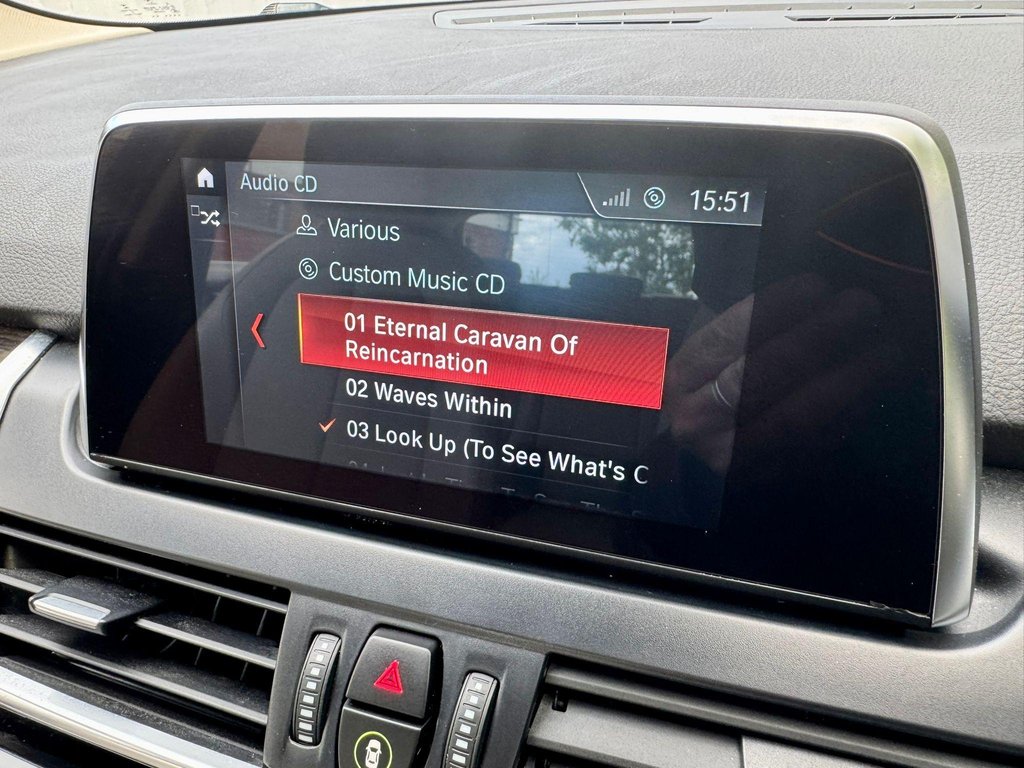 Audio CD
15:51
Various
Custom Music CD
01 Eternal Caravan Of
Reincarnation
02 Waves Within
03 Look Up (To See What's C